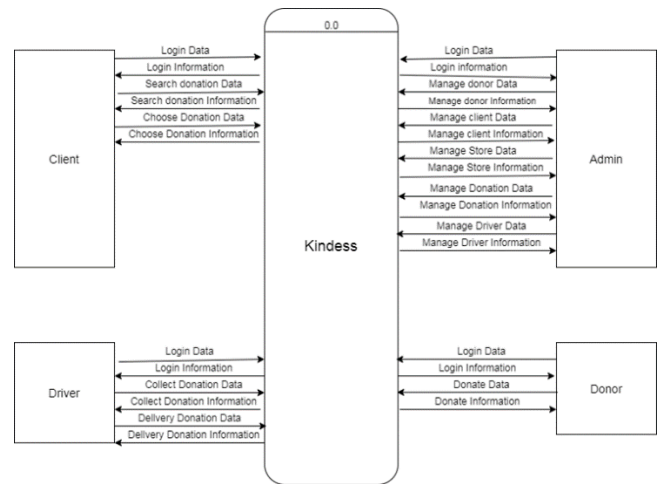 0.0
Kindess
Client
Login Data
Login Information
Search donation Data
Search donation Information
Choose Donation Data
Choose Donation Information
Admin
Login Data
Login information
Manage donor Data
Manage donor Information
Manage client Data
Manage client Information
Manage Store Data
Manage Store Information
Manage Donation Data
Manage Donation Information
Manage Driver Data
Manage Driver Information
Driver
Login Data
Login Information
Collect Donation Data
Collect Donation Information
Dellvery Donation Data
Dellvery Donation Information
Donor
Login Data
Login Information
Donate Data
Donate Information